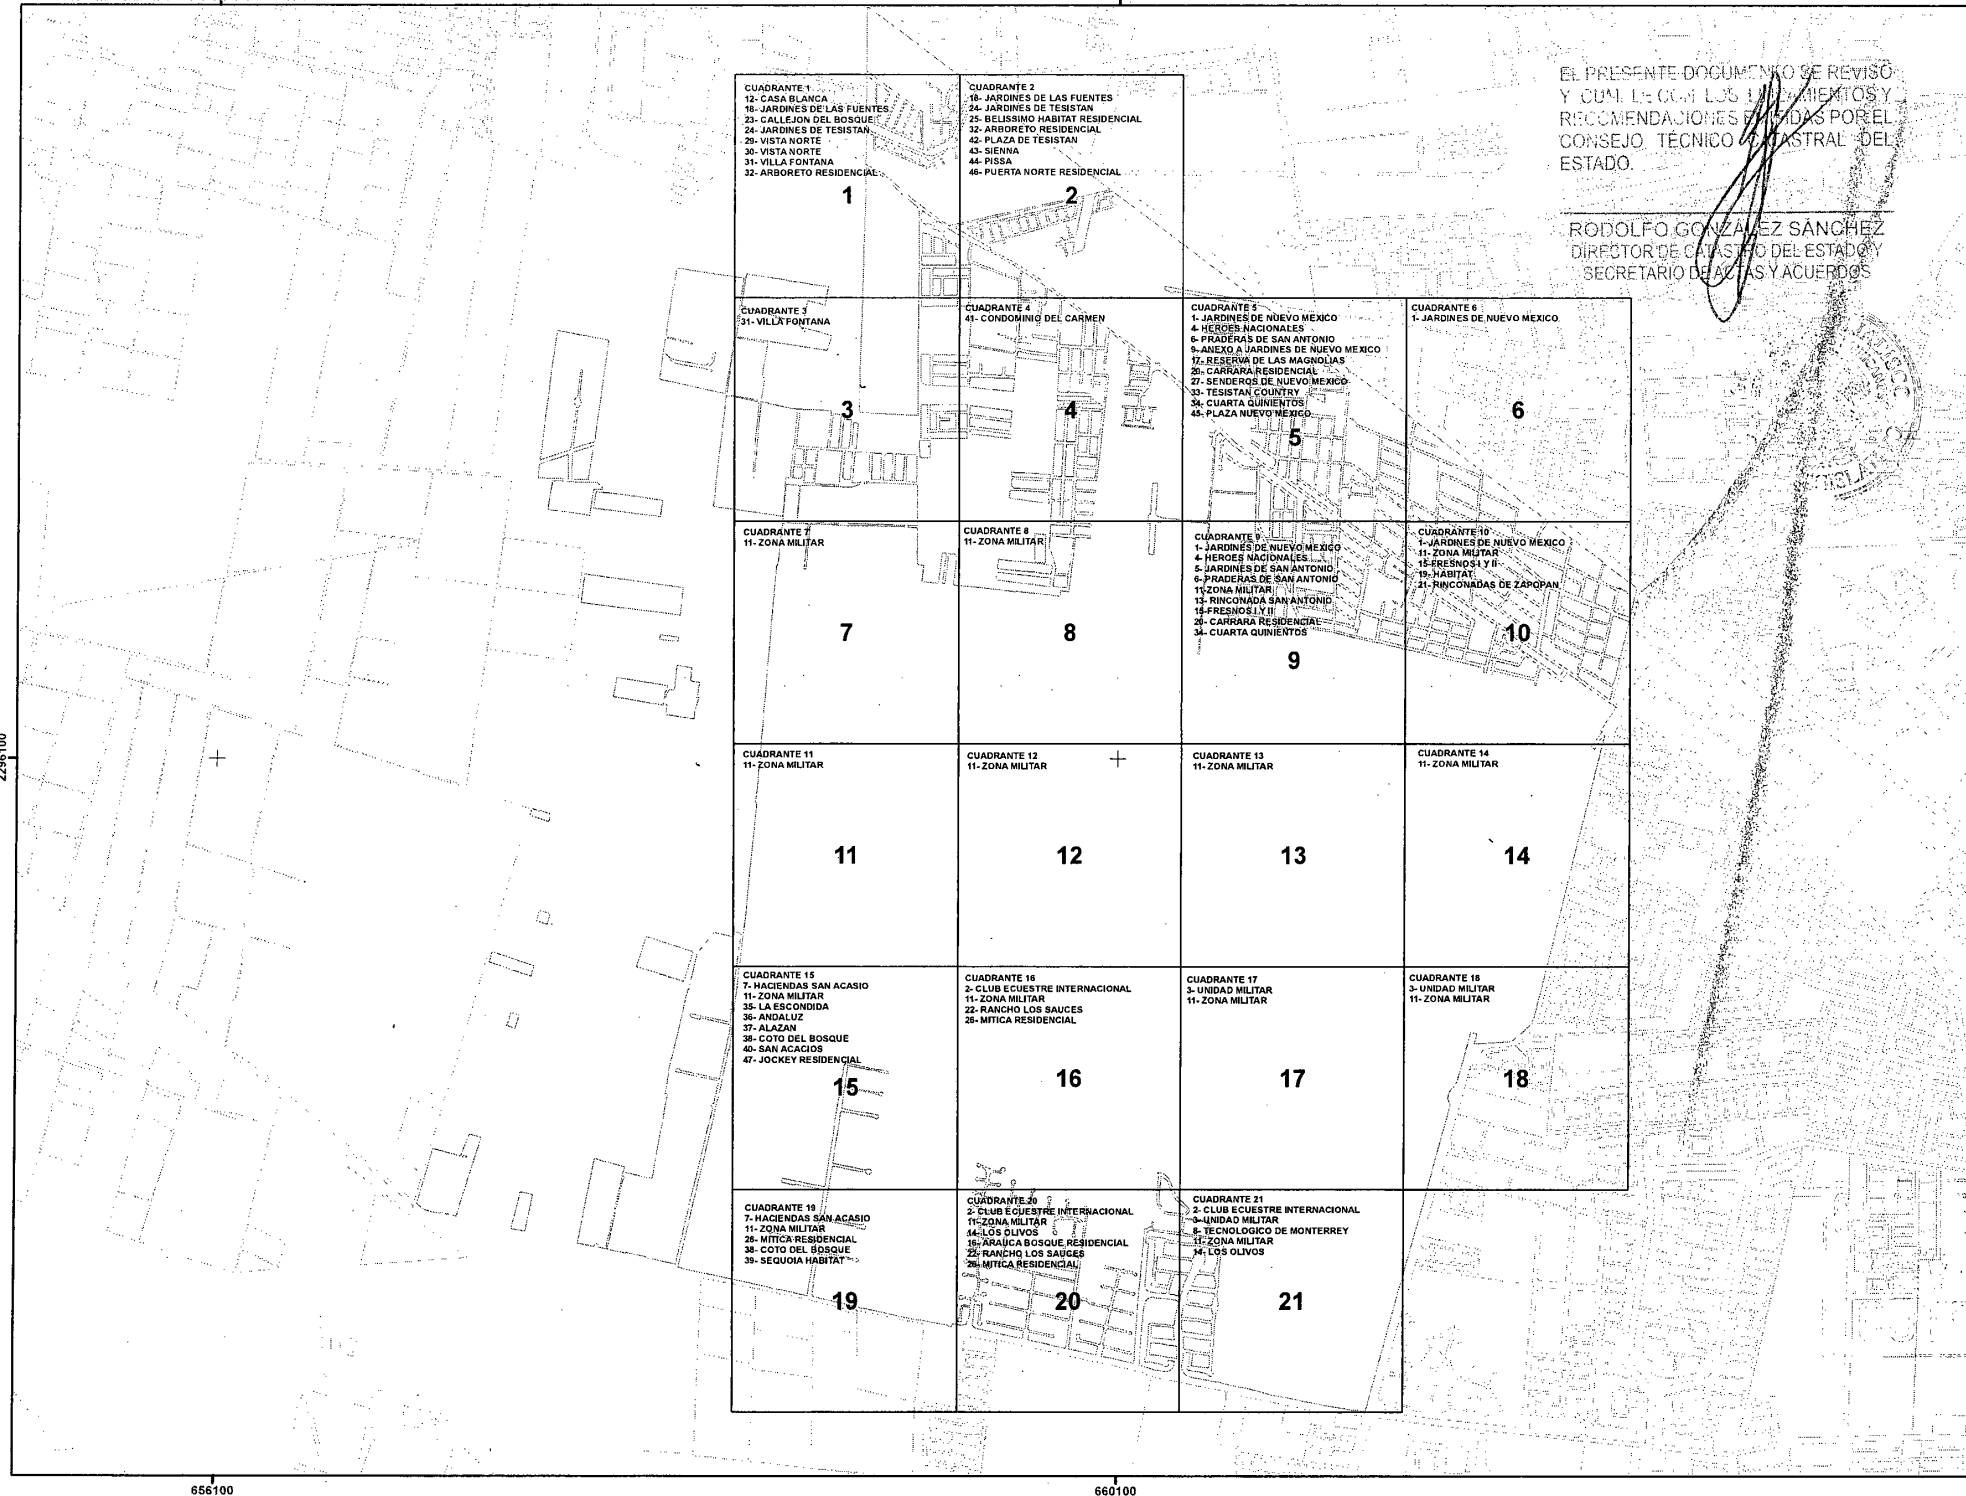 EL PRESENTE DOCUMENTO SE REVISÓ
Y CUMPLE CON LOS LINEAMIENTOS Y
RECOMENDACIONES EMITIDAS POR EL
CONSEJO TÉCNICO CATASTRAL DEL
ESTADO.
RODOLFO GONZÁLEZ SÁNCHEZ
DIRECTOR DE CATASTRO DEL ESTADO Y
SECRETARIO DE ACTAS Y ACUERDOS
CUADRANTE 1
12- CASA BLANCA
18- JARDINES DE LAS FUENTES
23- CALLEJON DEL BOSQUE
24- JARDINES DE TESISTAN
29- VISTA NORTE
30- VISTA NORTE
31- VILLA FONTANA
32- ARBORETO RESIDENCIAL
1
CUADRANTE 2
18- JARDINES DE LAS FUENTES
24- JARDINES DE TESISTAN
25- BELISSIMO HABITAT RESIDENCIAL
32- ARBORETO RESIDENCIAL
42- PLAZA DE TESISTAN
43- SIENNA
44- PISSA
46- PUERTA NORTE RESIDENCIAL
2
CUADRANTE 3
31- VILLA FONTANA
3
CUADRANTE 4
41- CONDOMINIO DEL CARMEN
4
CUADRANTE 5
1- JARDINES DE NUEVO MEXICO
4- HEROES NACIONALES
6- PRADERAS DE SAN ANTONIO
9- ANEXO A JARDINES DE NUEVO MEXICO
17- RESERVA DE LAS MAGNOLIAS
20- CARRARA RESIDENCIAL
27- SENDEROS DE NUEVO MEXICO
33- TESISTAN COUNTRY
34- CUARTA QUINIENTOS
45- PLAZA NUEVO MEXICO
5
CUADRANTE 6
1- JARDINES DE NUEVO MEXICO
6
CUADRANTE 7
11- ZONA MILITAR
7
CUADRANTE 8
11- ZONA MILITAR
8
CUADRANTE 9
1- JARDINES DE NUEVO MEXICO
4- HEROES NACIONALES
5- JARDINES DE SAN ANTONIO
6- PRADERAS DE SAN ANTONIO
11- ZONA MILITAR
13- RINCONADA SAN ANTONIO
15- FRESNOS I Y II
20- CARRARA RESIDENCIAL
34- CUARTA QUINIENTOS
9
CUADRANTE 10
1- JARDINES DE NUEVO MEXICO
11- ZONA MILITAR
15- FRESNOS I Y II
19- HABITAT
21- RINCONADAS DE ZAPOPAN
10
2296100
CUADRANTE 11
11- ZONA MILITAR
11
CUADRANTE 12
11- ZONA MILITAR
12
CUADRANTE 13
11- ZONA MILITAR
13
CUADRANTE 14
11- ZONA MILITAR
14
CUADRANTE 15
7- HACIENDAS SAN ACASIO
11- ZONA MILITAR
35- LA ESCONDIDA
36- ANDALUZ
37- ALAZAN
38- COTO DEL BOSQUE
40- SAN ACACIOS
47- JOCKEY RESIDENCIAL
15
CUADRANTE 16
2- CLUB ECUESTRE INTERNACIONAL
11- ZONA MILITAR
22- RANCHO LOS SAUCES
26- MITICA RESIDENCIAL
16
CUADRANTE 17
3- UNIDAD MILITAR
11- ZONA MILITAR
17
CUADRANTE 18
3- UNIDAD MILITAR
11- ZONA MILITAR
18
CUADRANTE 19
7- HACIENDAS SAN ACASIO
11- ZONA MILITAR
26- MITICA RESIDENCIAL
38- COTO DEL BOSQUE
39- SEQUOIA HABITAT
19
CUADRANTE 20
2- CLUB ECUESTRE INTERNACIONAL
11- ZONA MILITAR
14- LOS OLIVOS
16- ARAUCA BOSQUE RESIDENCIAL
22- RANCHO LOS SAUCES
26- MITICA RESIDENCIAL
20
CUADRANTE 21
2- CLUB ECUESTRE INTERNACIONAL
3- UNIDAD MILITAR
8- TECNOLOGICO DE MONTERREY
11- ZONA MILITAR
14- LOS OLIVOS
21
656100
660100